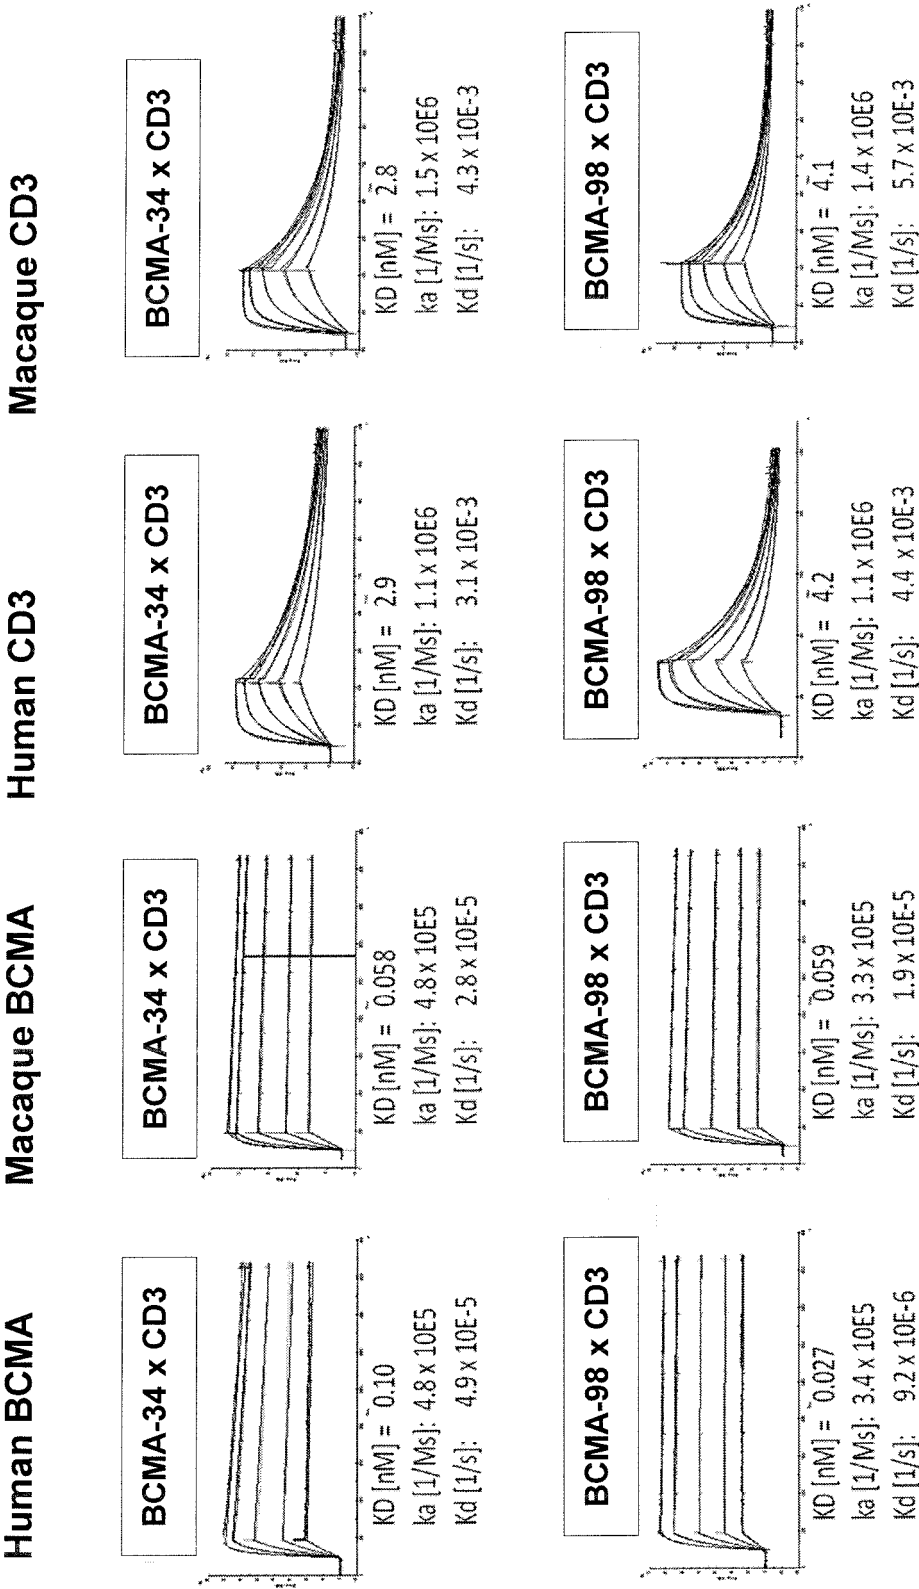 Human BCMA
BCMA-34 x CD3
KD [nM] = 0.10
ka [1/Ms]: 4.8 x 10E5
Kd [1/s]: 4.9 x 10E-5
BCMA-98 x CD3
KD [nM] = 0.027
ka [1/Ms]: 3.4 x 10E5
Kd [1/s]: 9.2 x 10E-6
Macaque BCMA
BCMA-34 x CD3
KD [nM] = 0.058
ka [1/Ms]: 4.8 x 10E5
Kd [1/s]: 2.8 x 10E-5
BCMA-98 x CD3
KD [nM] = 0.059
ka [1/Ms]: 3.3 x 10E5
Kd [1/s]: 1.9 x 10E-5
Human CD3
BCMA-34 x CD3
KD [nM] = 2.9
ka [1/Ms]: 1.1 x 10E6
Kd [1/s]: 3.1 x 10E-3
BCMA-98 x CD3
KD [nM] = 4.2
ka [1/Ms]: 1.1 x 10E6
Kd [1/s]: 4.4 x 10E-3
Macaque CD3
BCMA-34 x CD3
KD [nM] = 2.8
ka [1/Ms]: 1.5 x 10E6
Kd [1/s]: 4.3 x 10E-3
BCMA-98 x CD3
KD [nM] = 4.1
ka [1/Ms]: 1.4 x 10E6
Kd [1/s]: 5.7 x 10E-3